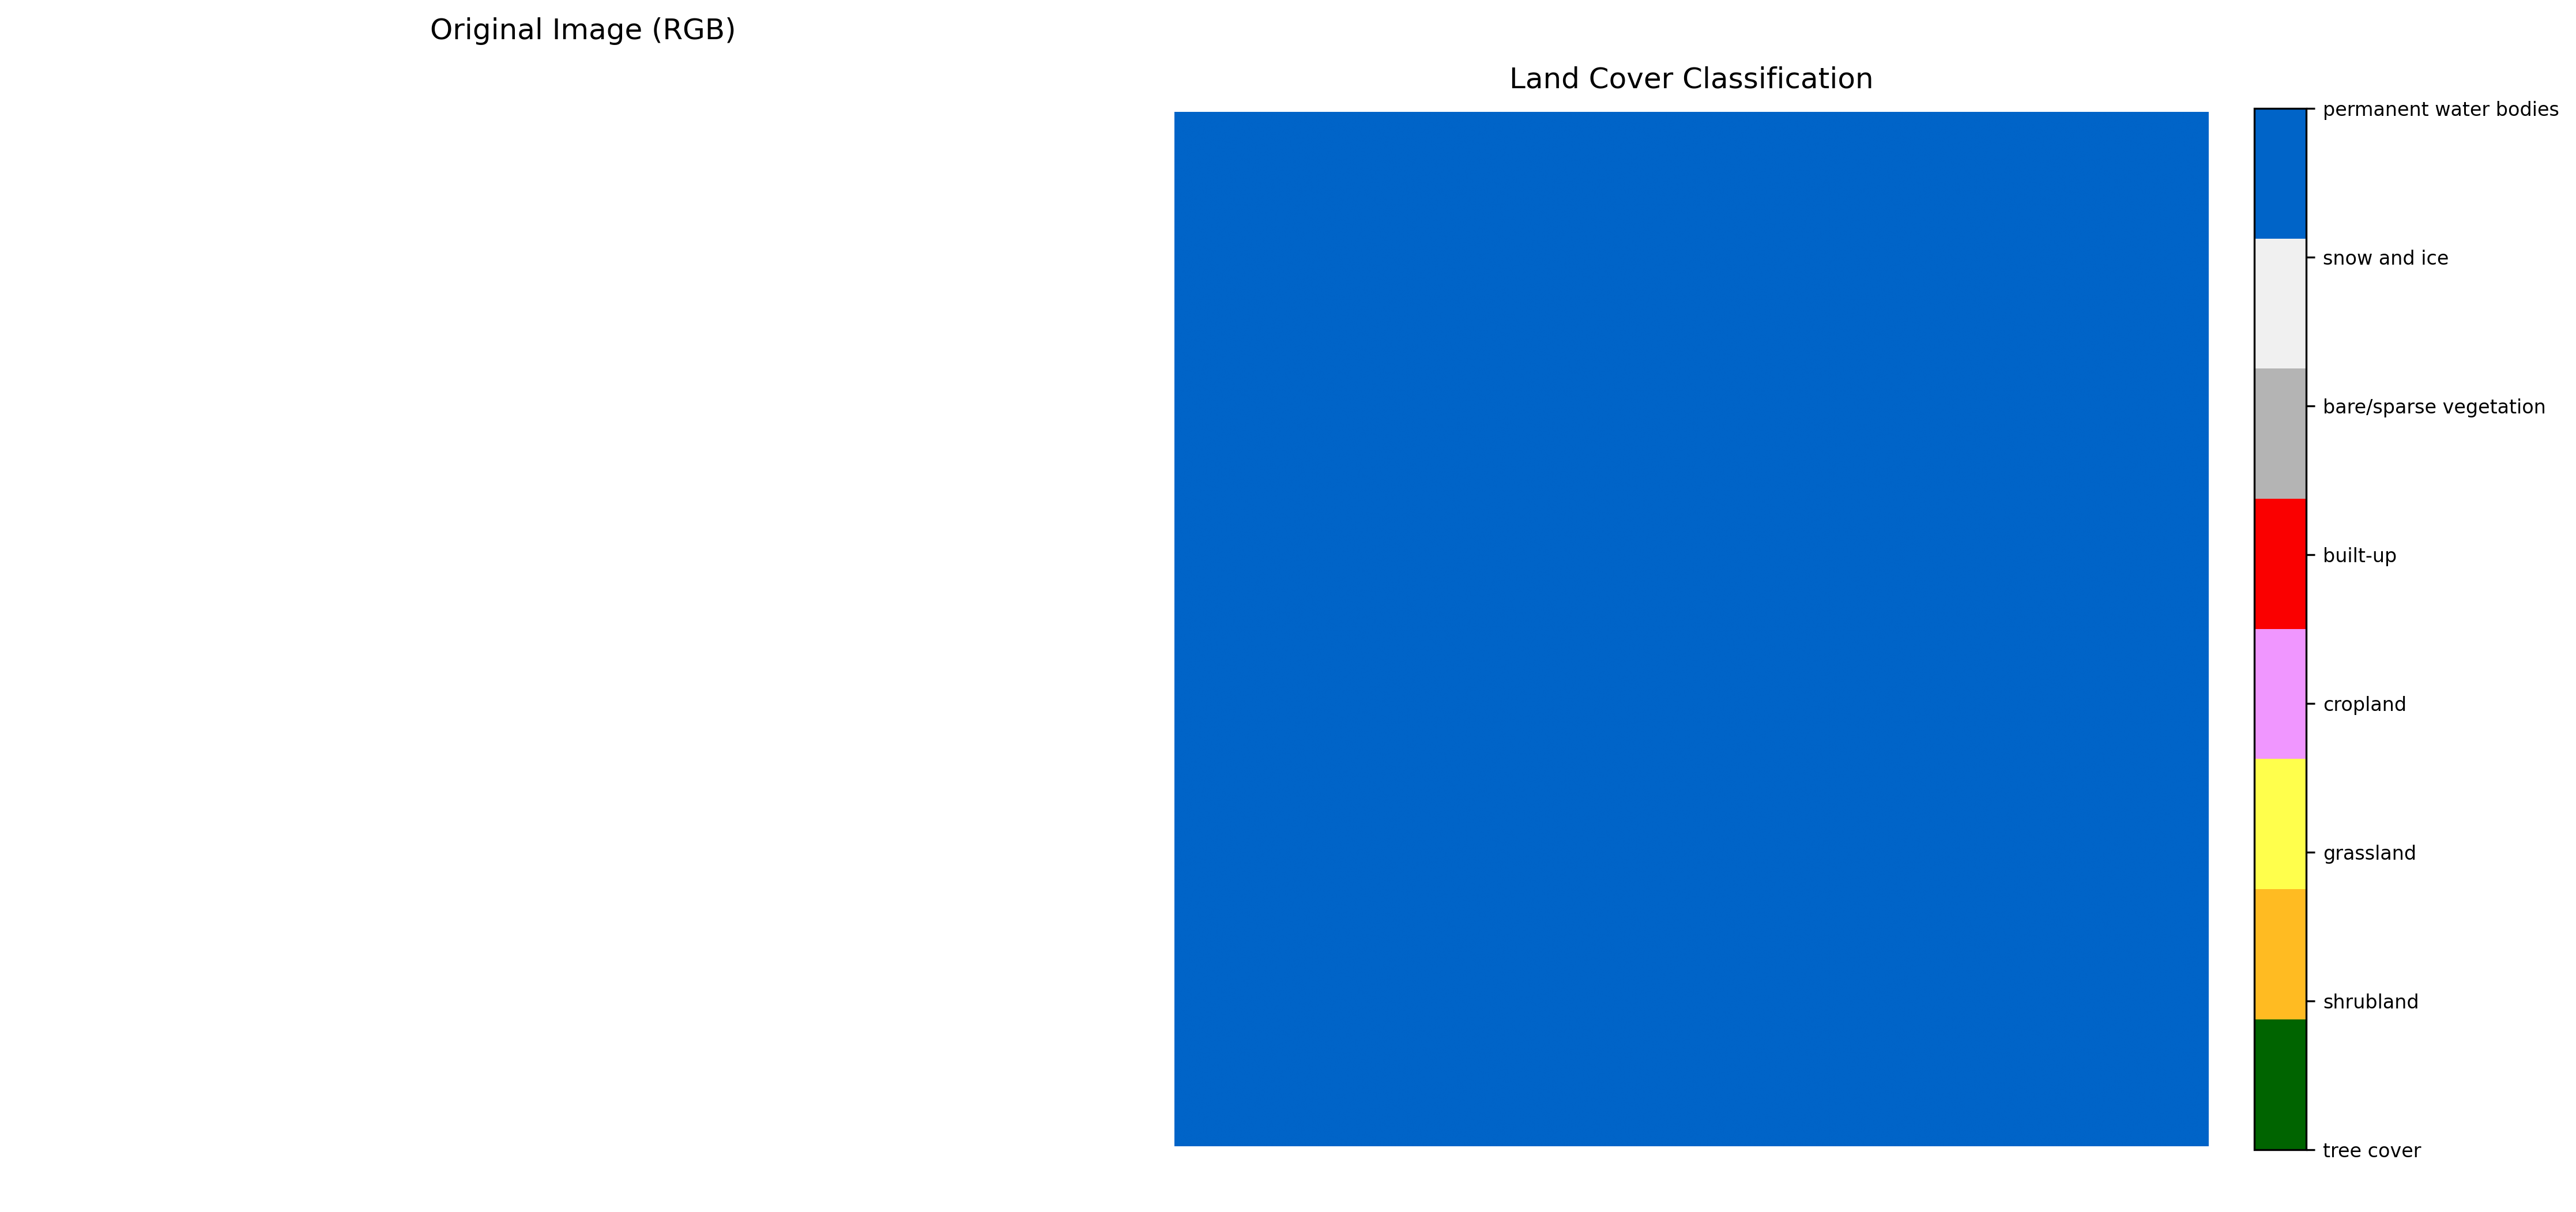 Original Image (RGB)
Land Cover Classification
permanent water bodies
snow and ice
bare/sparse vegetation
built-up
cropland
grassland
shrubland
tree cover